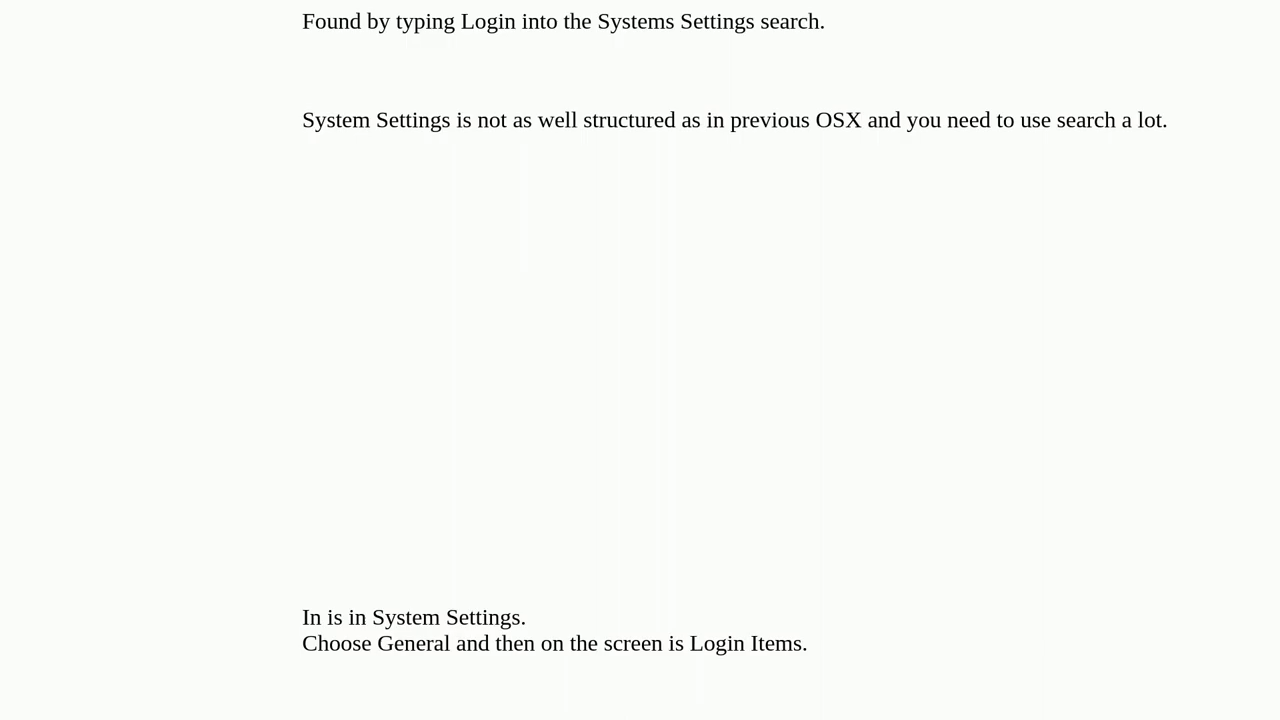 Found by typing Login into the Systems Settings search.
System Settings is not as well structured as in previous OSX and you need to use search a lot.
In is in System Settings.
Choose General and then on the screen is Login Items.